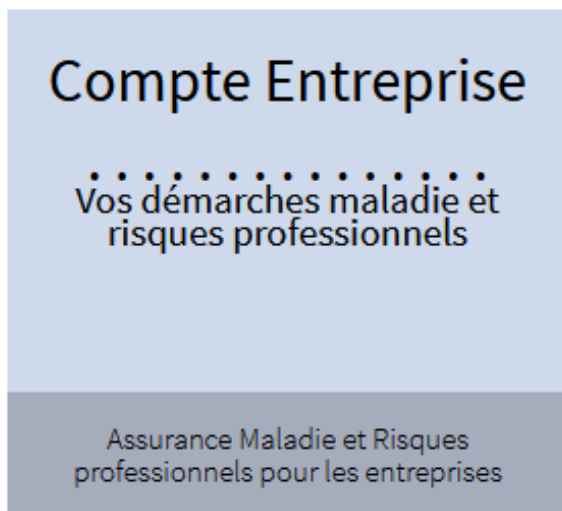 Compte Entreprise
................
Vos démarches maladie et
risques professionnels
Assurance Maladie et Risques
professionnels pour les entreprises